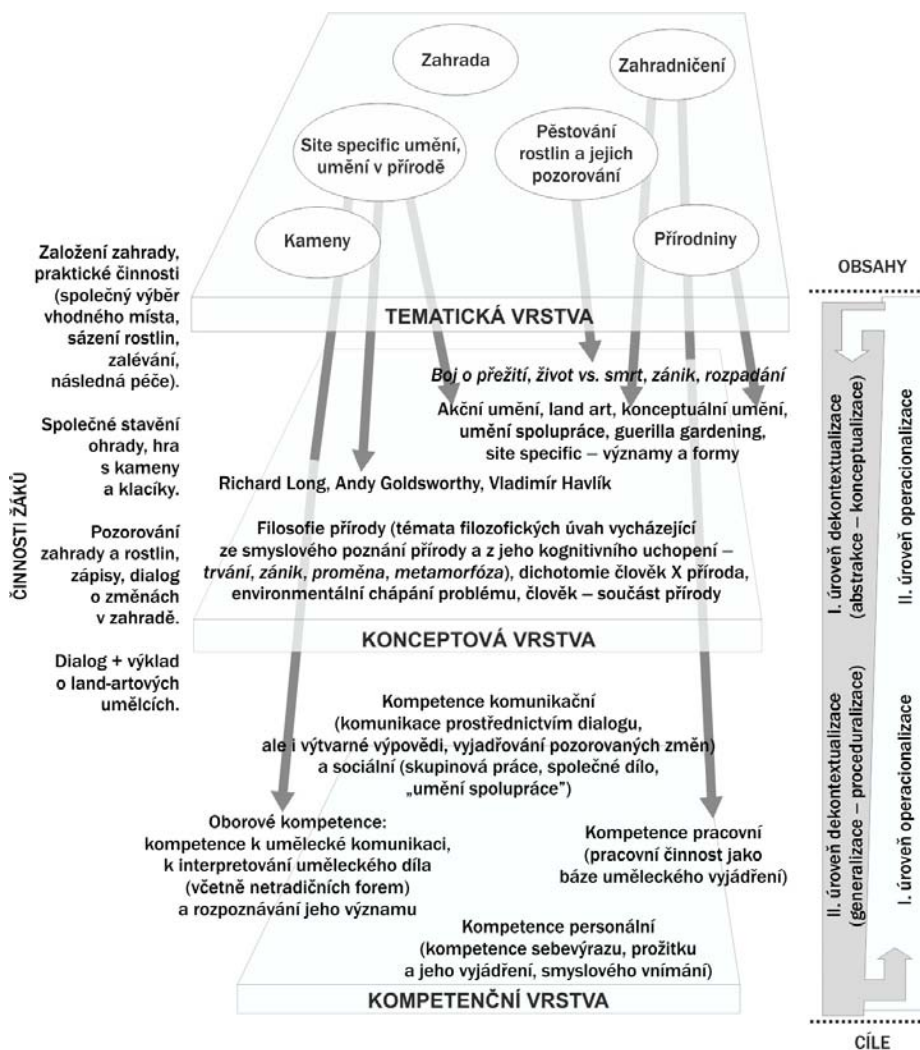 Zahrada
Zahradničení
Site specific umění,
umění v přírodě
Pěstování
rostlin a jejich
pozorování
Kameny
Přírodniny
TEMATICKÁ VRSTVA
Boj o přežití, život vs. smrt, zánik, rozpadání
Akční umění, land art, konceptuální umění,
umění spolupráce, guerilla gardening,
site specific – významy a formy
Richard Long, Andy Goldsworthy, Vladimír Havlík
Filosofie přírody (témata filozofických úvah vycházející
ze smyslového poznání přírody a z jeho kognitivního uchopení –
trvání, zánik, proměna, metamorfóza), dichotomie člověk X příroda,
environmentální chápání problému, člověk – součást přírody
KONCEPTOVÁ VRSTVA
Kompetence komunikační
(komunikace prostřednictvím dialogu,
ale i výtvarné výpovědi, vyjadřování pozorovaných změn)
a sociální (skupinová práce, společné dílo,
„umění spolupráce”)
Oborové kompetence:
kompetence k umělecké komunikaci,
k interpretování uměleckého díla
(včetně netradičních forem)
a rozpoznávání jeho významu
Kompetence pracovní
(pracovní činnost jako
báze uměleckého vyjádření)
Kompetence personální
(kompetence sebevýrazu, prožitku
a jeho vyjádření, smyslového vnímání)
KOMPETENČNÍ VRSTVA
ČINNOSTI ŽÁKŮ
Založení zahrady,
praktické činnosti
(společný výběr
vhodného místa,
sázení rostlin,
zalévání,
následná péče).
Společné stavění
ohrady, hra
s kameny
a klacíky.
Pozorování
zahrady a rostlin,
zápisy, dialog
o změnách
v zahradě.
Dialog + výklad
o land-artových
umělcích.
OBSAHY
I. úroveň dekontextualizace
(abstrakce – konceptualizace)
II. úroveň operacionalizace
II. úroveň dekontextualizace
(generalizace – proceduralizace)
I. úroveň operacionalizace
CÍLE